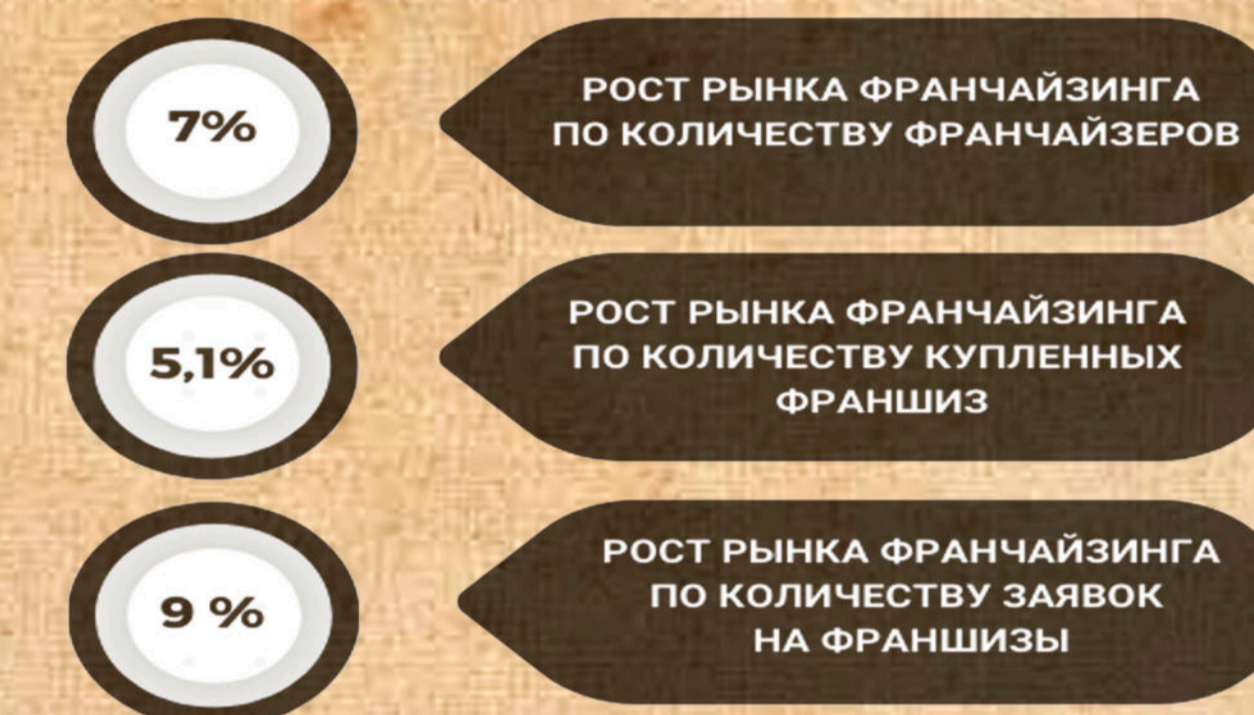 7%
РОСТ РЫНКА ФРАНЧАЙЗИНГА
ПО КОЛИЧЕСТВУ ФРАНЧАЙЗЕРОВ
5,1%
РОСТ РЫНКА ФРАНЧАЙЗИНГА
ПО КОЛИЧЕСТВУ КУПЛЕННЫХ
ФРАНШИЗ
9 %
РОСТ РЫНКА ФРАНЧАЙЗИНГА
ПО КОЛИЧЕСТВУ ЗАЯВОК
НА ФРАНШИЗЫ